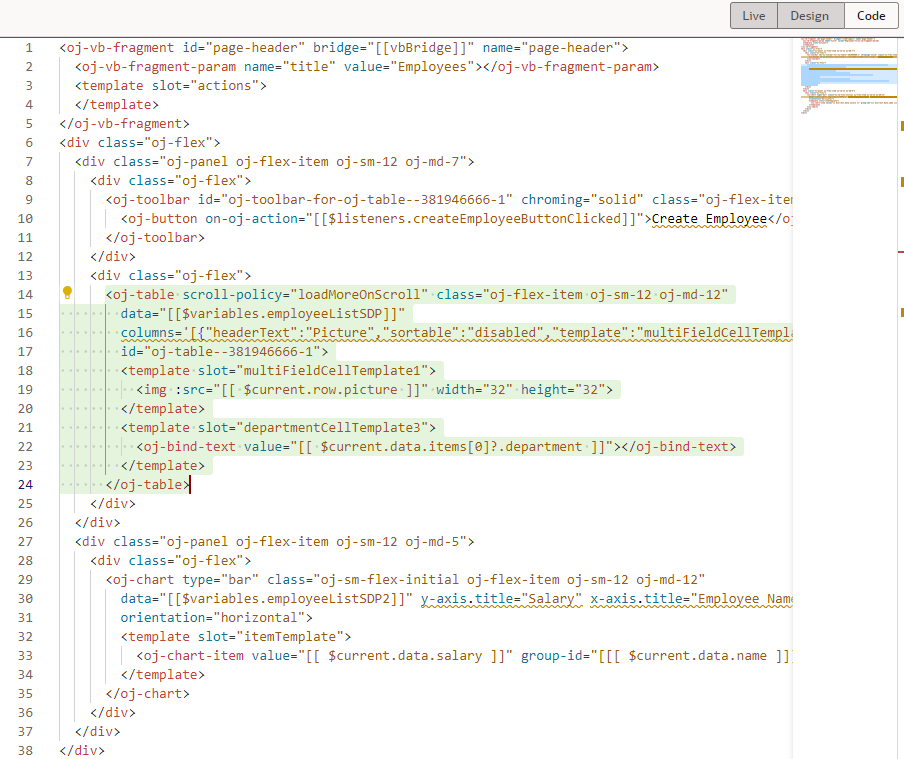 Live Design Code
1 <oj-vb-fragment id="page-header" bridge="[[vbBridge]]" name="page-header">
2 <oj-vb-fragment-param name="title" value="Employees"></oj-vb-fragment-param>
3 <template slot="actions">
4 </template>
5 </oj-vb-fragment>
6 <div class="oj-flex">
7 <div class="oj-panel oj-flex-item oj-sm-12 oj-md-7">
8 <div class="oj-flex">
9 <oj-toolbar id="oj-toolbar-for-oj-table--381946666-1" chroming="solid" class="oj-flex-iten
10 <oj-button on-oj-action="[[$listeners.createEmployeeButtonClicked]]">Create Employee</oj
11 </oj-toolbar>
12 </div>
13 <div class="oj-flex">
14 <oj-table scroll-policy="loadMoreOnScroll" class="oj-flex-item oj-sm-12 oj-md-12"
15 data="[[$variables.employeeListSDP]]"
16 columns='[{"headerText":"Picture","sortable":"disabled","template":"multiFieldCellTempla
17 id="oj-table--381946666-1">
18 <template slot="multiFieldCellTemplate1">
19 <img :src="[[ $current.row.picture ]]" width="32" height="32">
20 </template>
21 <template slot="departmentCellTemplate3">
22 <oj-bind-text value="[[ $current.data.items[0]?.department ]]"></oj-bind-text>
23 </template>
24 </oj-table>
25 </div>
26 </div>
27 <div class="oj-panel oj-flex-item oj-sm-12 oj-md-5">
28 <div class="oj-flex">
29 <oj-chart type="bar" class="oj-sm-flex-initial oj-flex-item oj-sm-12 oj-md-12"
30 data="[[$variables.employeeListSDP2]]" y-axis.title="Salary" x-axis.title="Employee Name
31 orientation="horizontal">
32 <template slot="itemTemplate">
33 <oj-chart-item value="[[ $current.data.salary ]]" group-id="[[[ $current.data.name ]]]
34 </template>
35 </oj-chart>
36 </div>
37 </div>
38 </div>